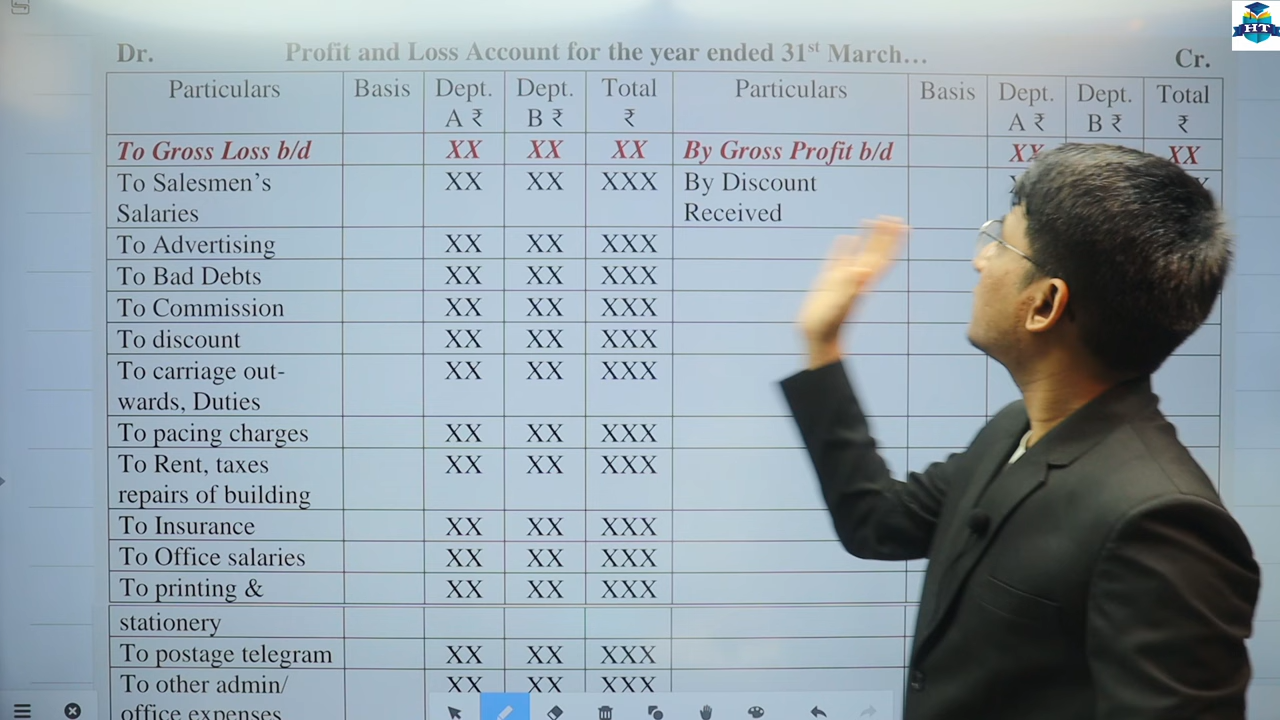 HT
Dr. Profit and Loss Account for the year ended 31st March... Cr.
Particulars Basis Dept. A ₹ Dept. B ₹ Total ₹ Particulars Basis Dept. A ₹ Dept. B ₹ Total ₹
To Gross Loss b/d XX XX XX By Gross Profit b/d XX XX
To Salesmen's XX XX XXX By Discount
Salaries Received
To Advertising XX XX XXX
To Bad Debts XX XX XXX
To Commission XX XX XXX
To discount XX XX XXX
To carriage out- XX XX XXX
wards, Duties
To pacing charges XX XX XXX
To Rent, taxes XX XX XXX
repairs of building
To Insurance XX XX XXX
To Office salaries XX XX XXX
To printing & XX XX XXX
stationery
To postage telegram XX XX XXX
To other admin/ XX XX XXX
office expenses